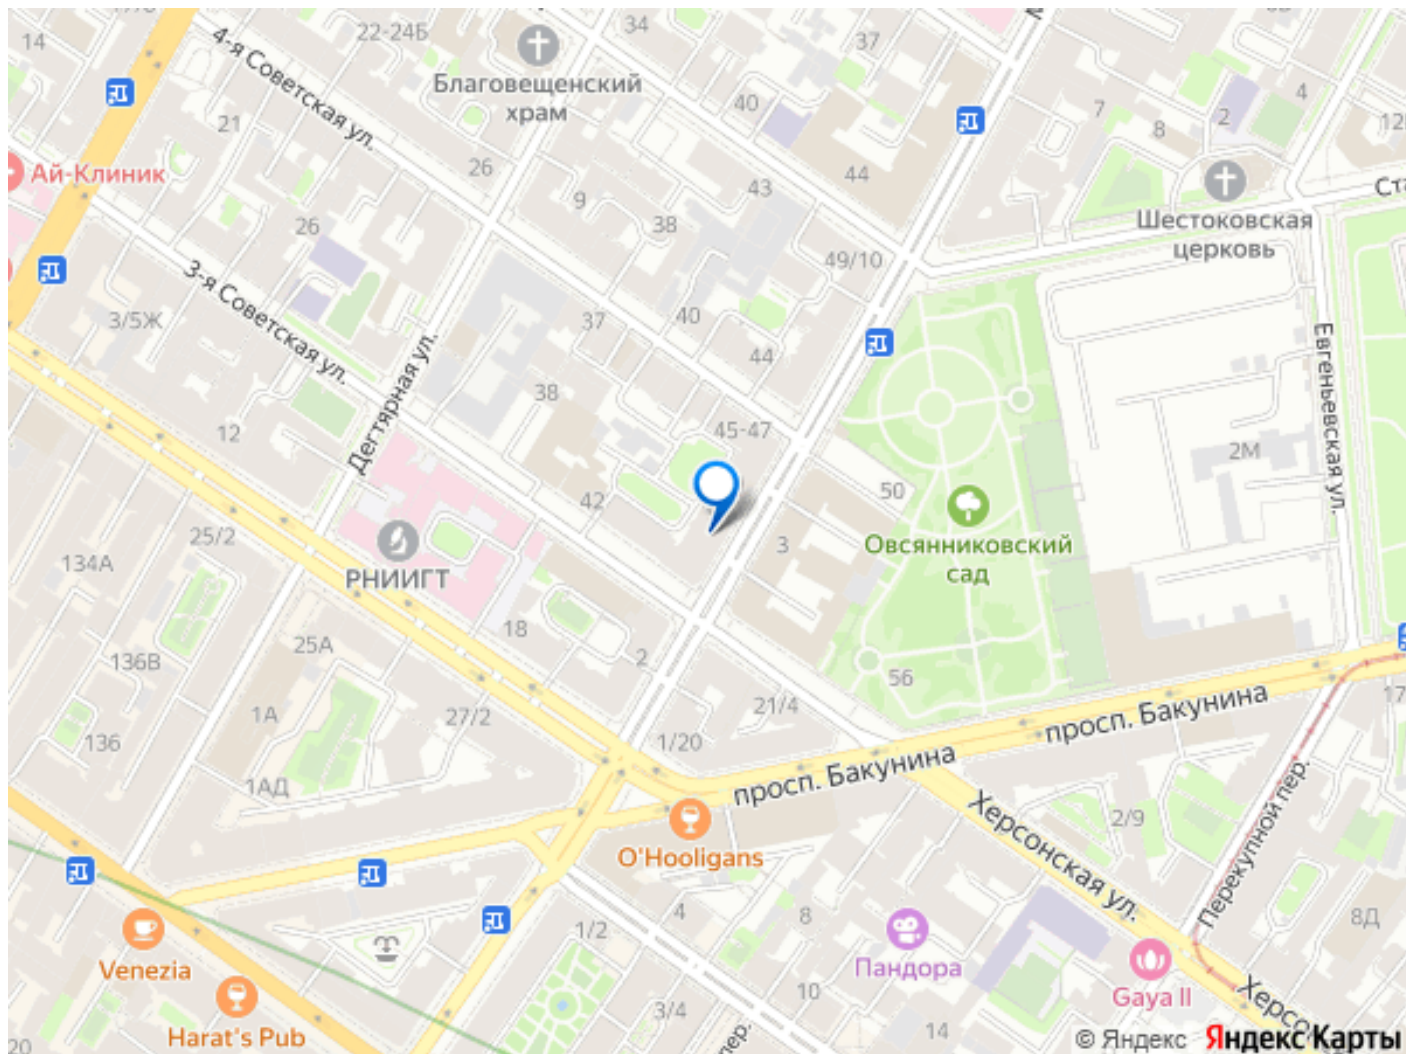 14
4-я Советская ул.
22-24Б
34
37
Благовещенский
храм
40
7
8
2
4
21
26
Ай-Клиник
9
43
44
38
26
Шестоковская
церковь
49/10
3-я Советская ул.
3/5Ж
37
40
44
Дегтярная ул.
38
Евгеньевская ул.
12
45-47
2М
42
50
25/2
3
Овсянниковский
сад
134А
РНИИГТ
18
25А
136В
2
56
1А
27/2
21/4
136
1/20
просп. Бакунина
1АД
просп. Бакунина
O'Hooligans
Херсонская ул.
2/9
Перекупной пер.
4
8
1/2
8Д
Venezia
Пандора
Gaya II
10
3/4
Harat's Pub
14
20
© Яндекс Яндекс Карты